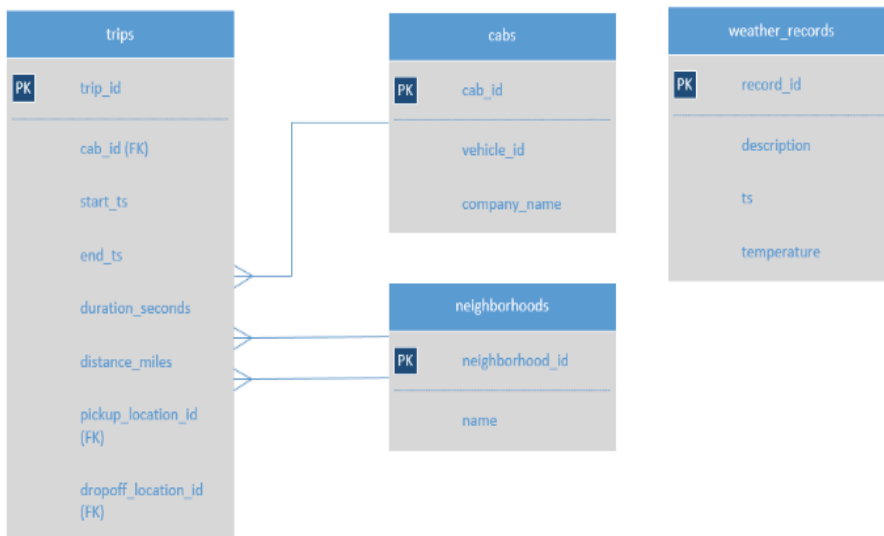 trips
PK trip_id
cab_id (FK)
start_ts
end_ts
duration_seconds
distance_miles
pickup_location_id
(FK)
dropoff_location_id
(FK)
cabs
PK cab_id
vehicle_id
company_name
neighborhoods
PK neighborhood_id
name
weather_records
PK record_id
description
ts
temperature